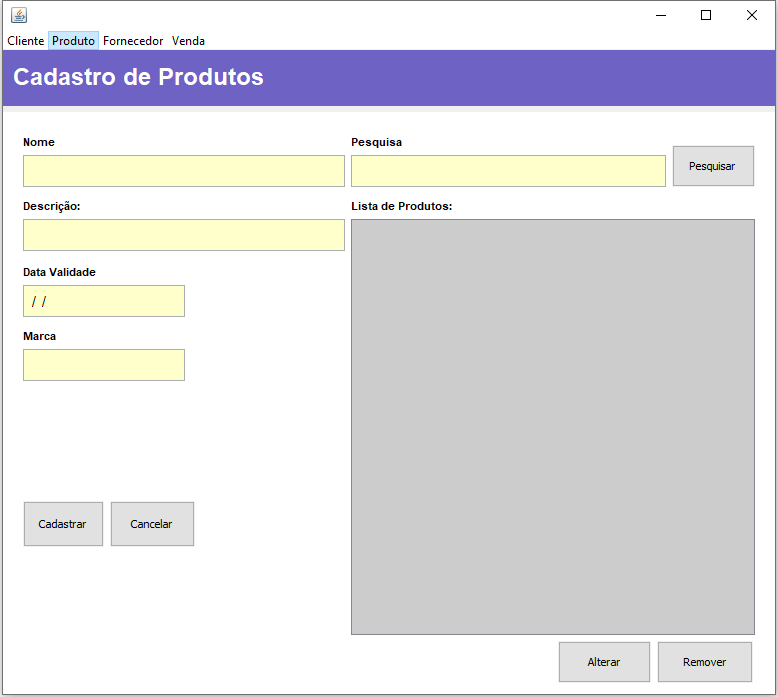 Cliente Produto Fornecedor Venda
Cadastro de Produtos
Nome
Pesquisa
Pesquisar
Descrição:
Lista de Produtos:
Data Validade
/ /
Marca
Cadastrar
Cancelar
Alterar
Remover